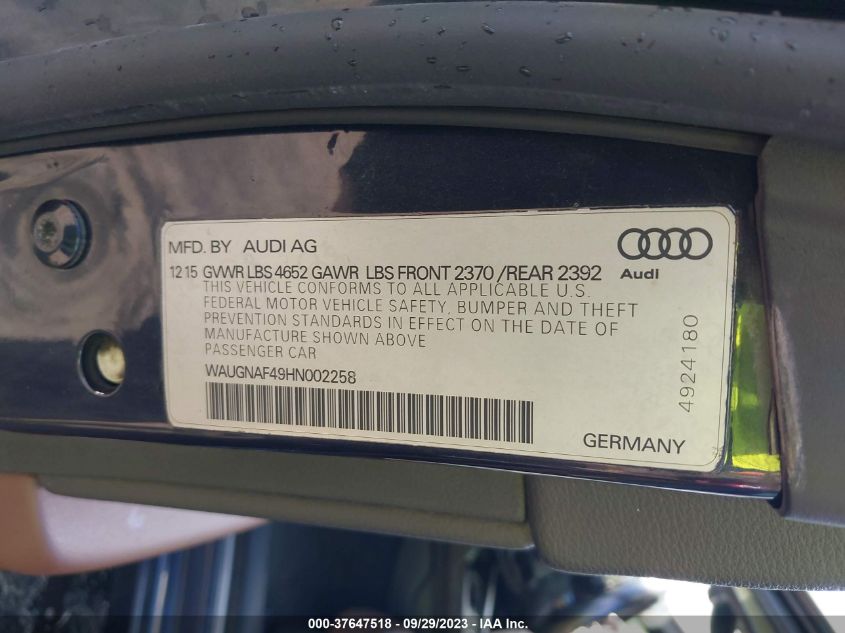 MFD. BY AUDI AG
12 15 GVWR LBS 4652 GAWR LBS FRONT 2370 /REAR 2392
Audi
THIS VEHICLE CONFORMS TO ALL APPLICABLE U.S.
FEDERAL MOTOR VEHICLE SAFETY, BUMPER AND THEFT
PREVENTION STANDARDS IN EFFECT ON THE DATE OF
MANUFACTURE SHOWN ABOVE
PASSENGER CAR
WAUGNAF49HN002258
4924180
GERMANY
000-37647518 / 09/29/2023 - IAA Inc.